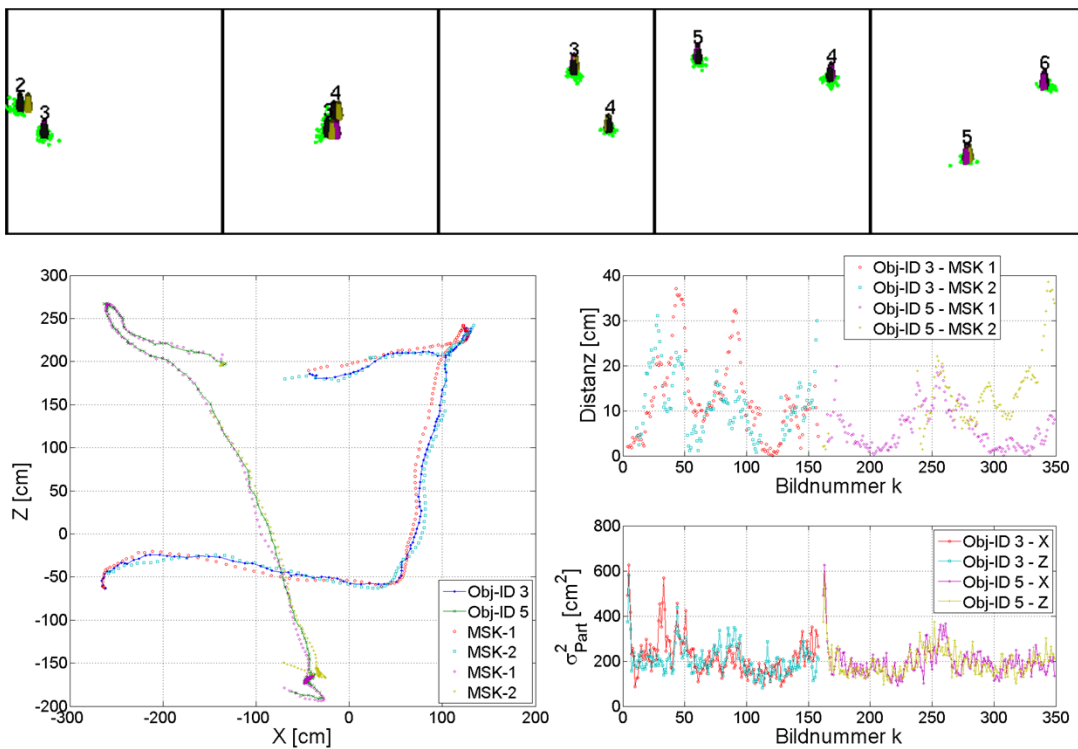 2
3
4
3
3
4
5
4
6
5
300
250
200
150
100
50
0
-50
-100
-150
-200
Z [cm]
-300
-200
-100
0
100
200
X [cm]
Obj-ID 3
Obj-ID 5
MSK-1
MSK-2
MSK-1
MSK-2
Obj-ID 3 - MSK 1
Obj-ID 3 - MSK 2
Obj-ID 5 - MSK 1
Obj-ID 5 - MSK 2
40
30
20
10
0
Distanz [cm]
0
50
100
150
200
250
300
350
Bildnummer k
800
600
400
200
0
σ²Part [cm²]
Obj-ID 3 - X
Obj-ID 3 - Z
Obj-ID 5 - X
Obj-ID 5 - Z
0
50
100
150
200
250
300
350
Bildnummer k